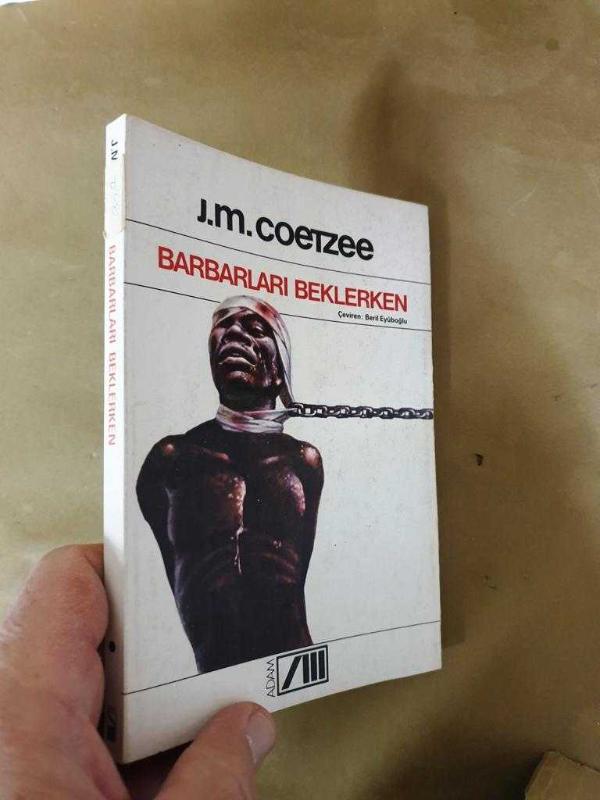 J.M. COETZEE
BARBARLARI BEKLERKEN
Çeviren: Beril Eyüboğlu
ADAM
BARBARLARI BEKLERKEN